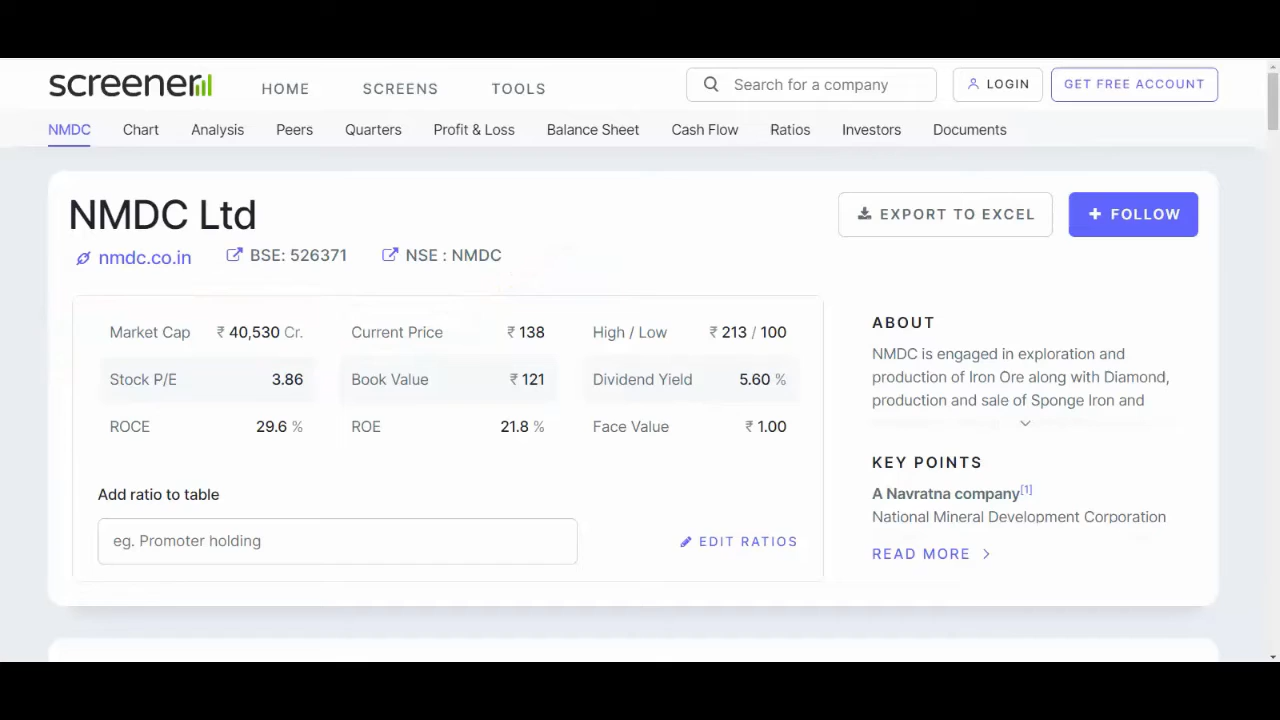 screener
HOME SCREENS TOOLS Search for a company LOGIN GET FREE ACCOUNT
NMDC Chart Analysis Peers Quarters Profit & Loss Balance Sheet Cash Flow Ratios Investors Documents
NMDC Ltd
EXPORT TO EXCEL + FOLLOW
nmdc.co.in BSE: 526371 NSE : NMDC
Market Cap ₹ 40,530 Cr. Current Price ₹ 138 High / Low ₹ 213 / 100
Stock P/E 3.86 Book Value ₹ 121 Dividend Yield 5.60 %
ROCE 29.6 % ROE 21.8 % Face Value ₹ 1.00
Add ratio to table
eg. Promoter holding EDIT RATIOS
ABOUT
NMDC is engaged in exploration and
production of Iron Ore along with Diamond,
production and sale of Sponge Iron and
KEY POINTS
A Navratna company[1]
National Mineral Development Corporation
READ MORE